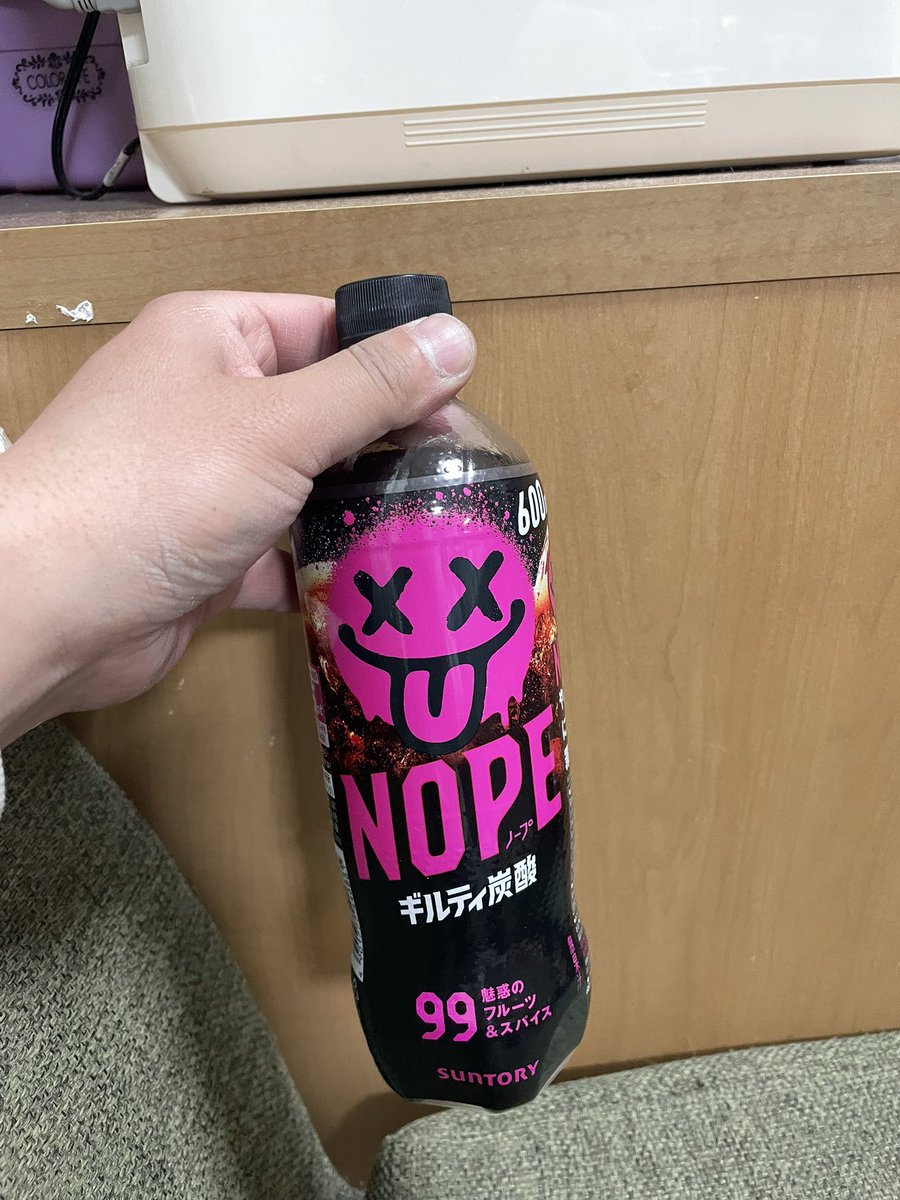 600
NOPE
ノープ
ギルティ炭酸
99
魅惑の
フルーツ
&スパイス
SUNTORY